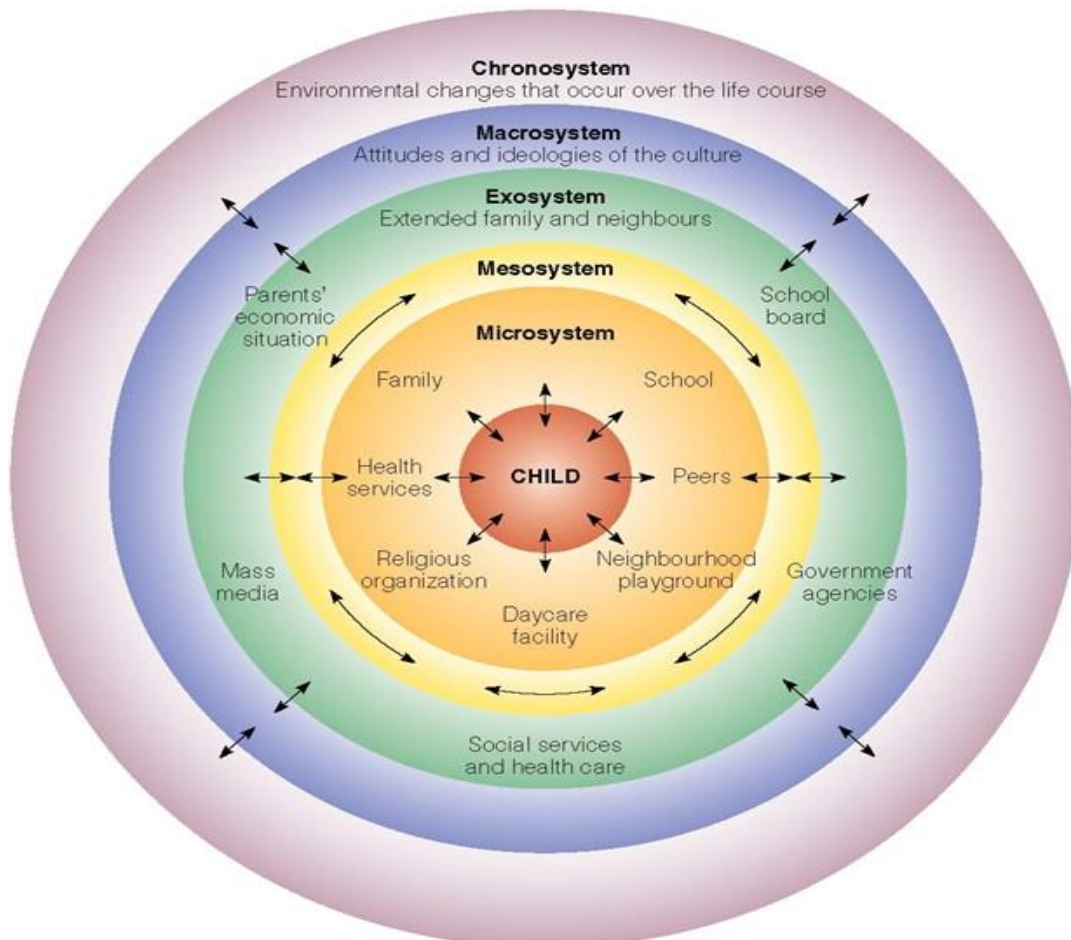 Chronosystem
Environmental changes that occur over the life course
Macrosystem
Attitudes and ideologies of the culture
Exosystem
Extended family and neighbours
Mesosystem
Parents'
economic
situation
School
board
Microsystem
Family
School
Health
services
CHILD
Peers
Religious
organization
Neighbourhood
playground
Daycare
facility
Mass
media
Government
agencies
Social services
and health care